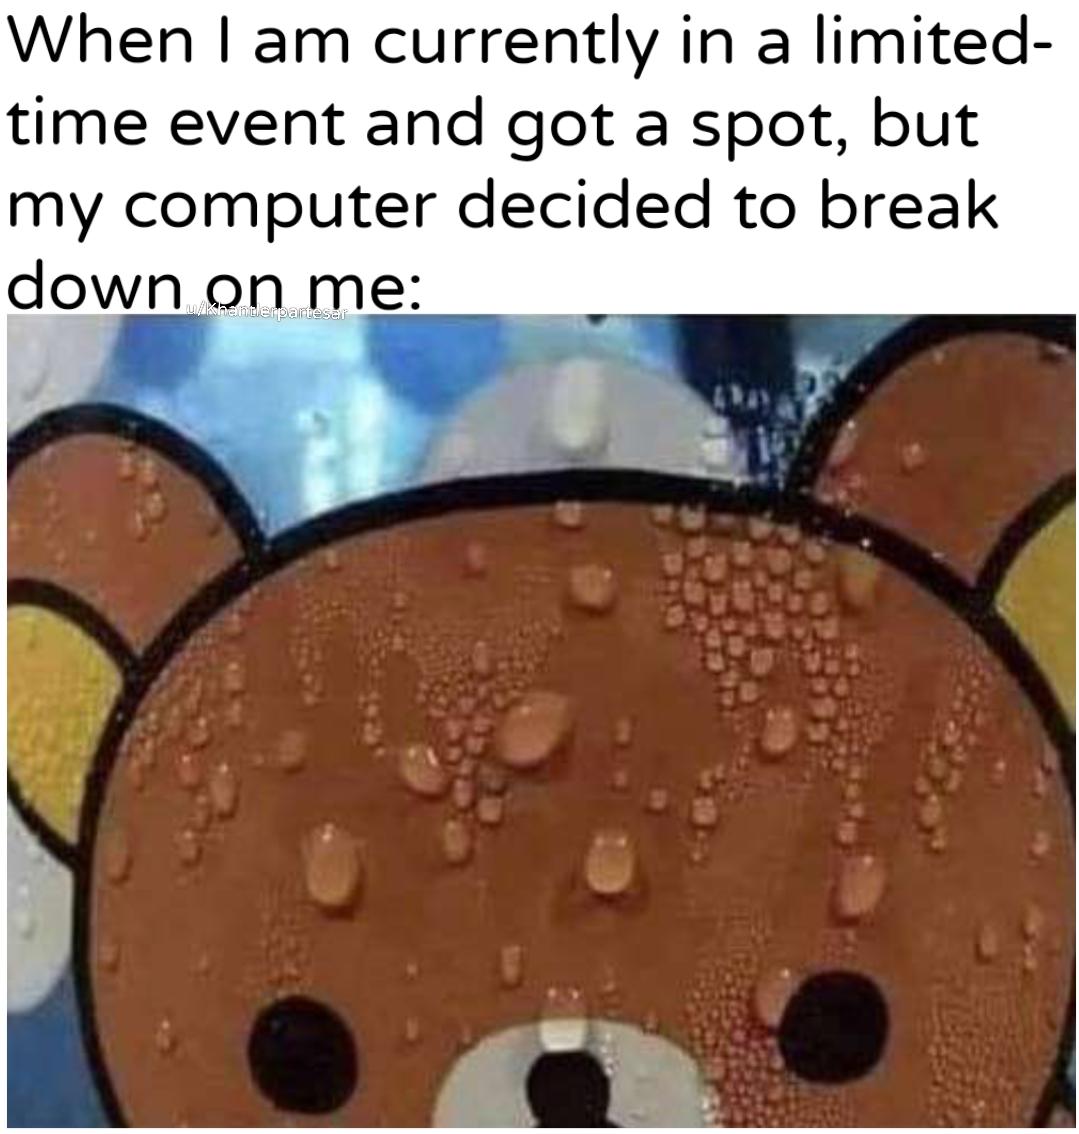 When I am currently in a limited-
time event and got a spot, but
my computer decided to break
down on me:
u/Khantlerpartesar